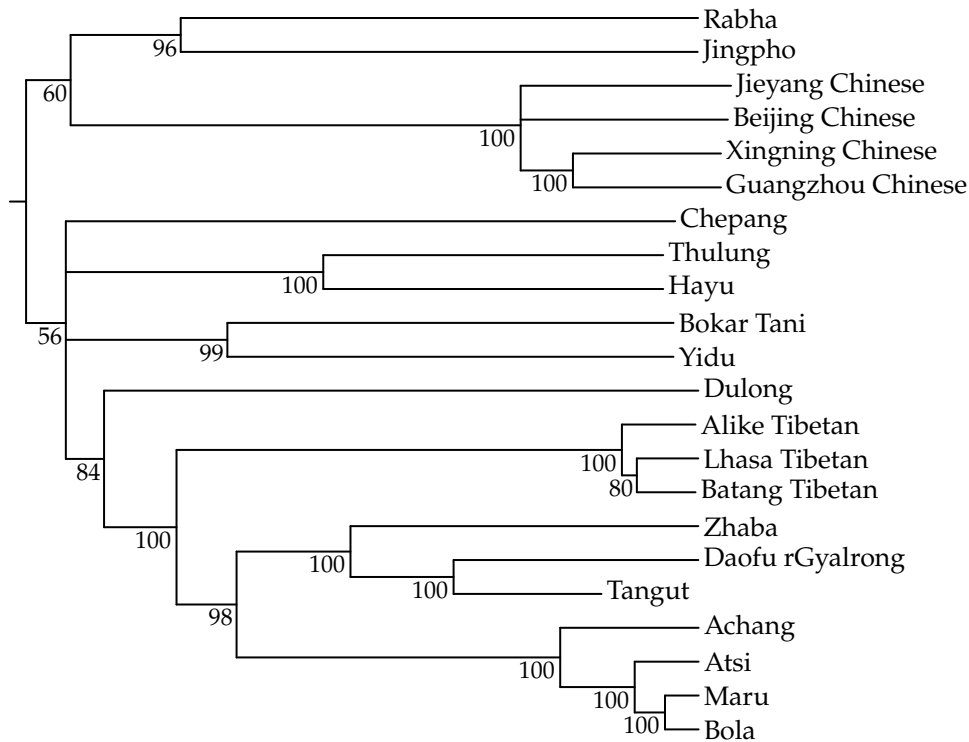 Rabha
96
Jingpho
Jieyang Chinese
60
Beijing Chinese
100
Xingning Chinese
100
Guangzhou Chinese
Chepang
Thulung
100
Hayu
Bokar Tani
56
99
Yidu
Dulong
Alike Tibetan
100
Lhasa Tibetan
84
80
Batang Tibetan
Zhaba
100
100
Daofu rGyalrong
100
Tangut
98
Achang
Atsi
100
Maru
100
100
Bola